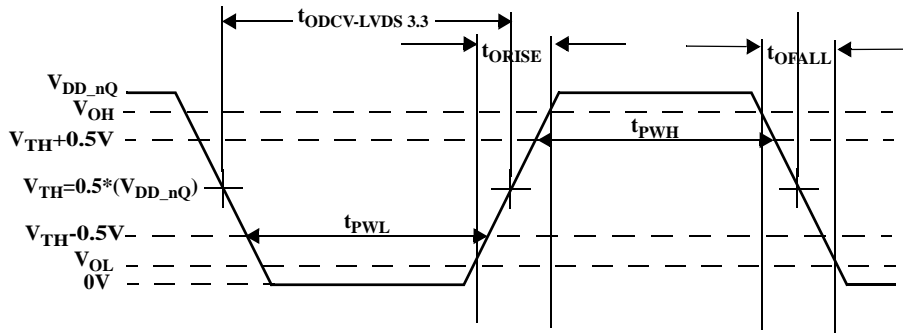 tODCV-LVDS 3.3
tORISE
tOFALL
VDD_nQ
VOH
VTH+0.5V
tPWH
VTH=0.5*(VDD_nQ)
VTH-0.5V
tPWL
VOL
0V